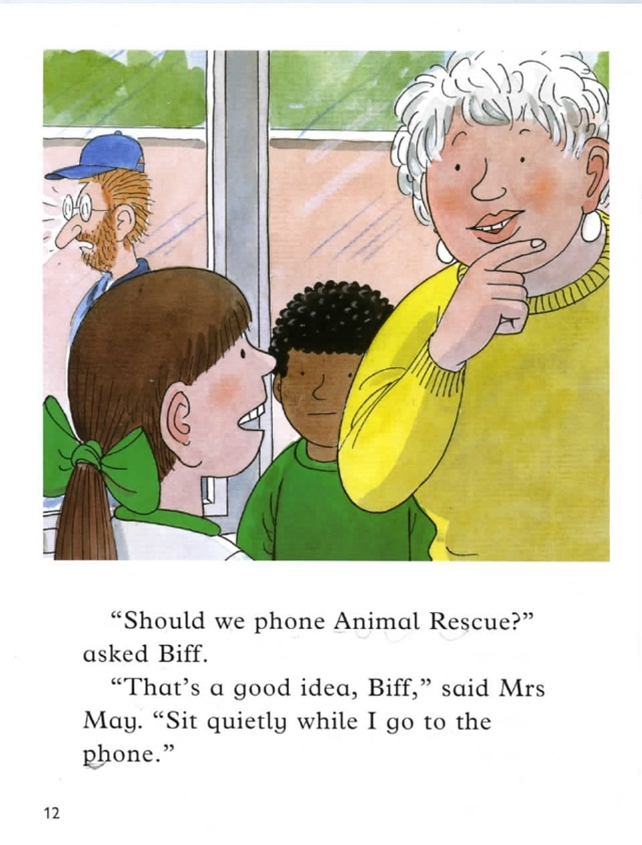 “Should we phone Animal Rescue?”
asked Biff.
“That’s a good idea, Biff,” said Mrs
May. “Sit quietly while I go to the
phone.”
12